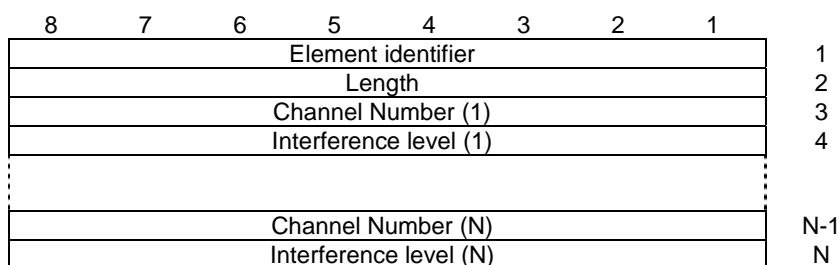 8 7 6 5 4 3 2 1
Element identifier 1
Length 2
Channel Number (1) 3
Interference level (1) 4
Channel Number (N) N-1
Interference level (N) N